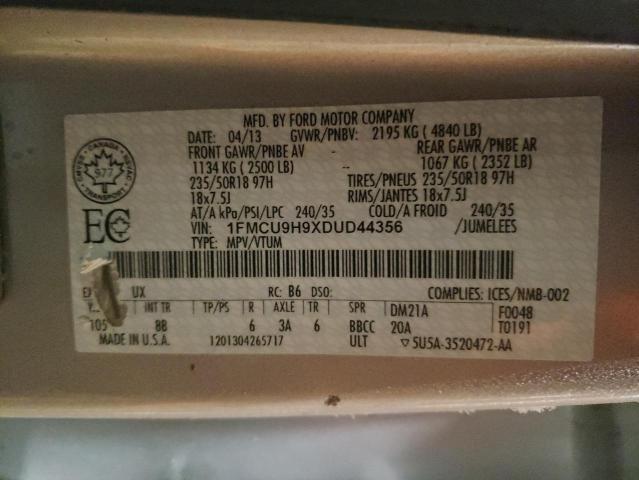 MFD. BY FORD MOTOR COMPANY
DATE: 04/13 GVWR/PNBV: 2195 KG ( 4840 LB)
FRONT GAWR/PNBE AV - REAR GAWR/PNBE AR
1134 KG ( 2500 LB) -- 1067 KG ( 2352 LB)
235/50R18 97H TIRES/PNEUS 235/50R18 97H
18x7.5J RIMS/JANTES 18x7.5J
AT/A kPa/PSI/LPC 240/35 COLD/A FROID 240/35
VIN: 1FMCU9H9XDUD44356 /JUMELEES
TYPE: MPV/VTUM
CANADA
977
TRANSPORT
EC
UX RC: B6 DSO: COMPLIES: ICES/NMB-002
INT TR TP/PS R AXLE TR SPR DM21A F0048
105 8B 6 3A 6 BBCC 20A T0191
MADE IN U.S.A. 1201304265717 ULT ▽ 5U5A-3520472-AA